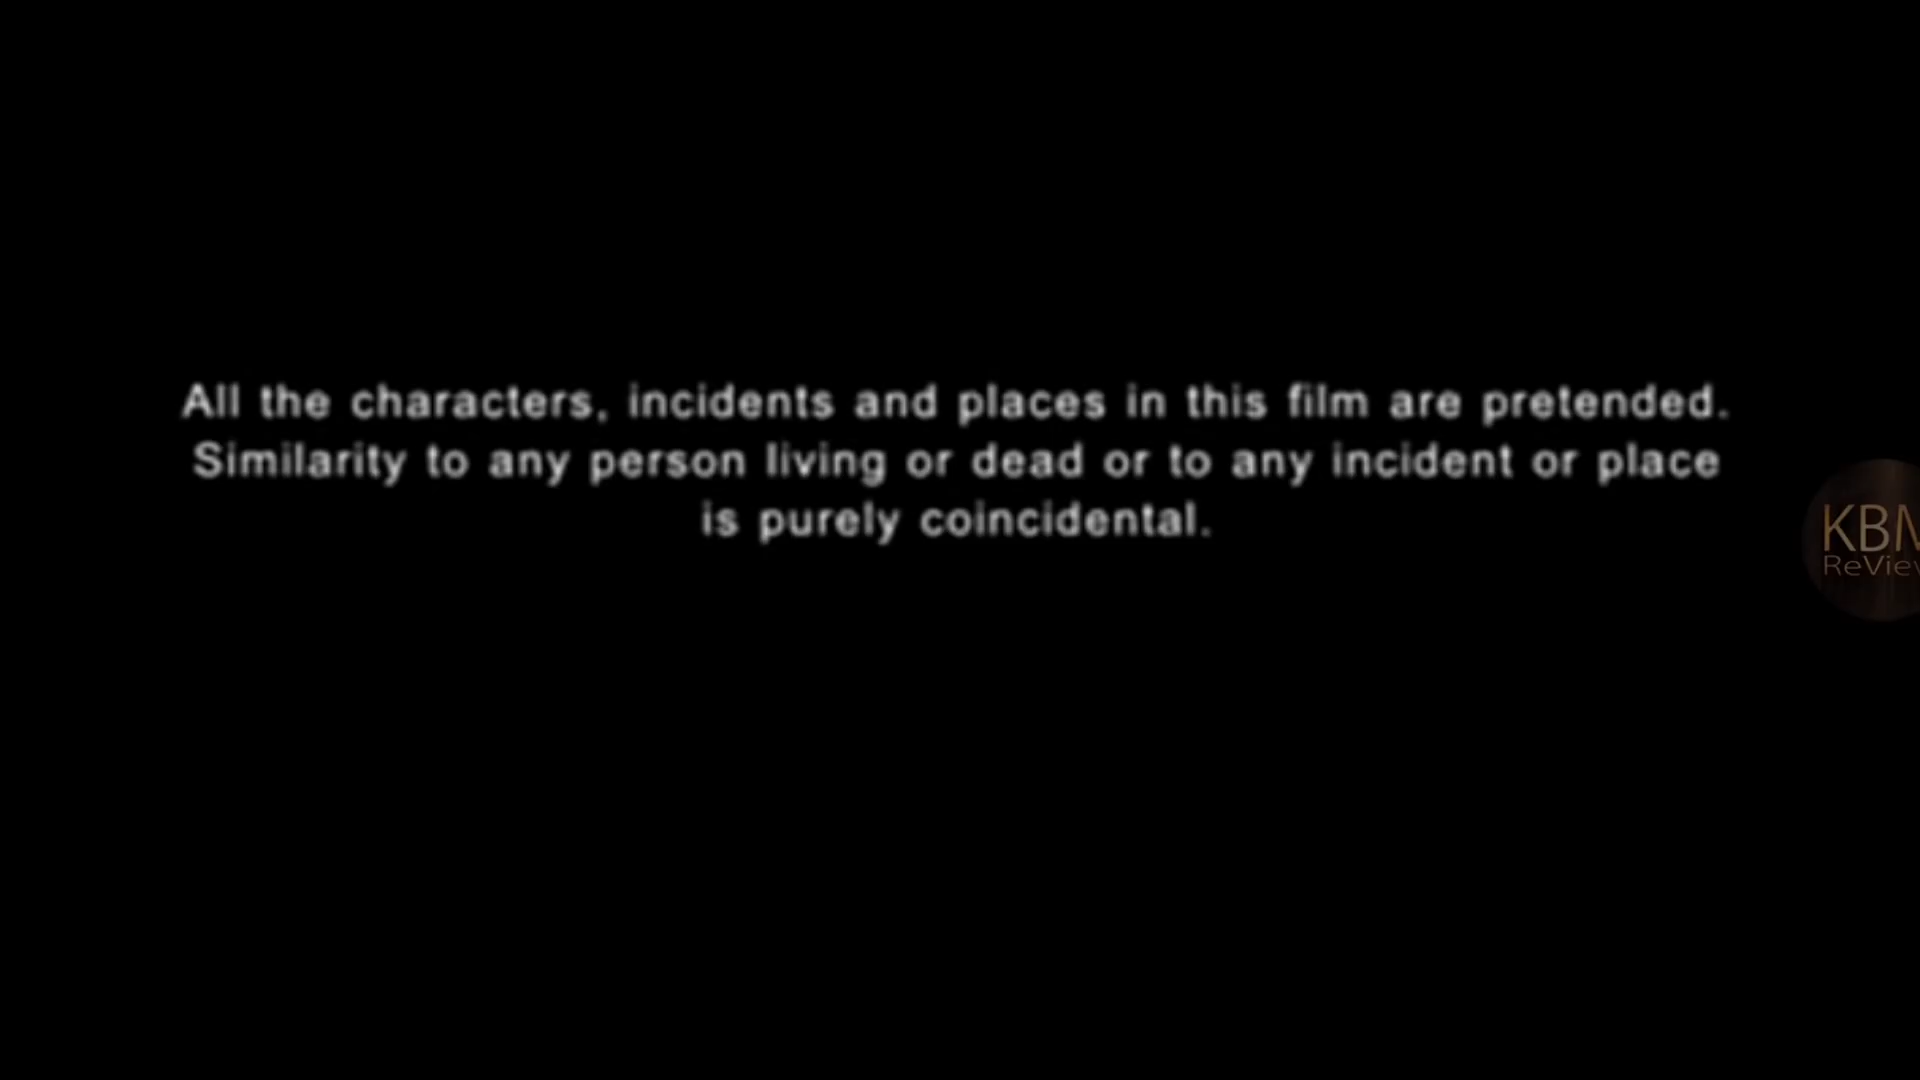 All the characters, incidents and places in this film are pretended.
Similarity to any person living or dead or to any incident or place
is purely coincidental.
KBM